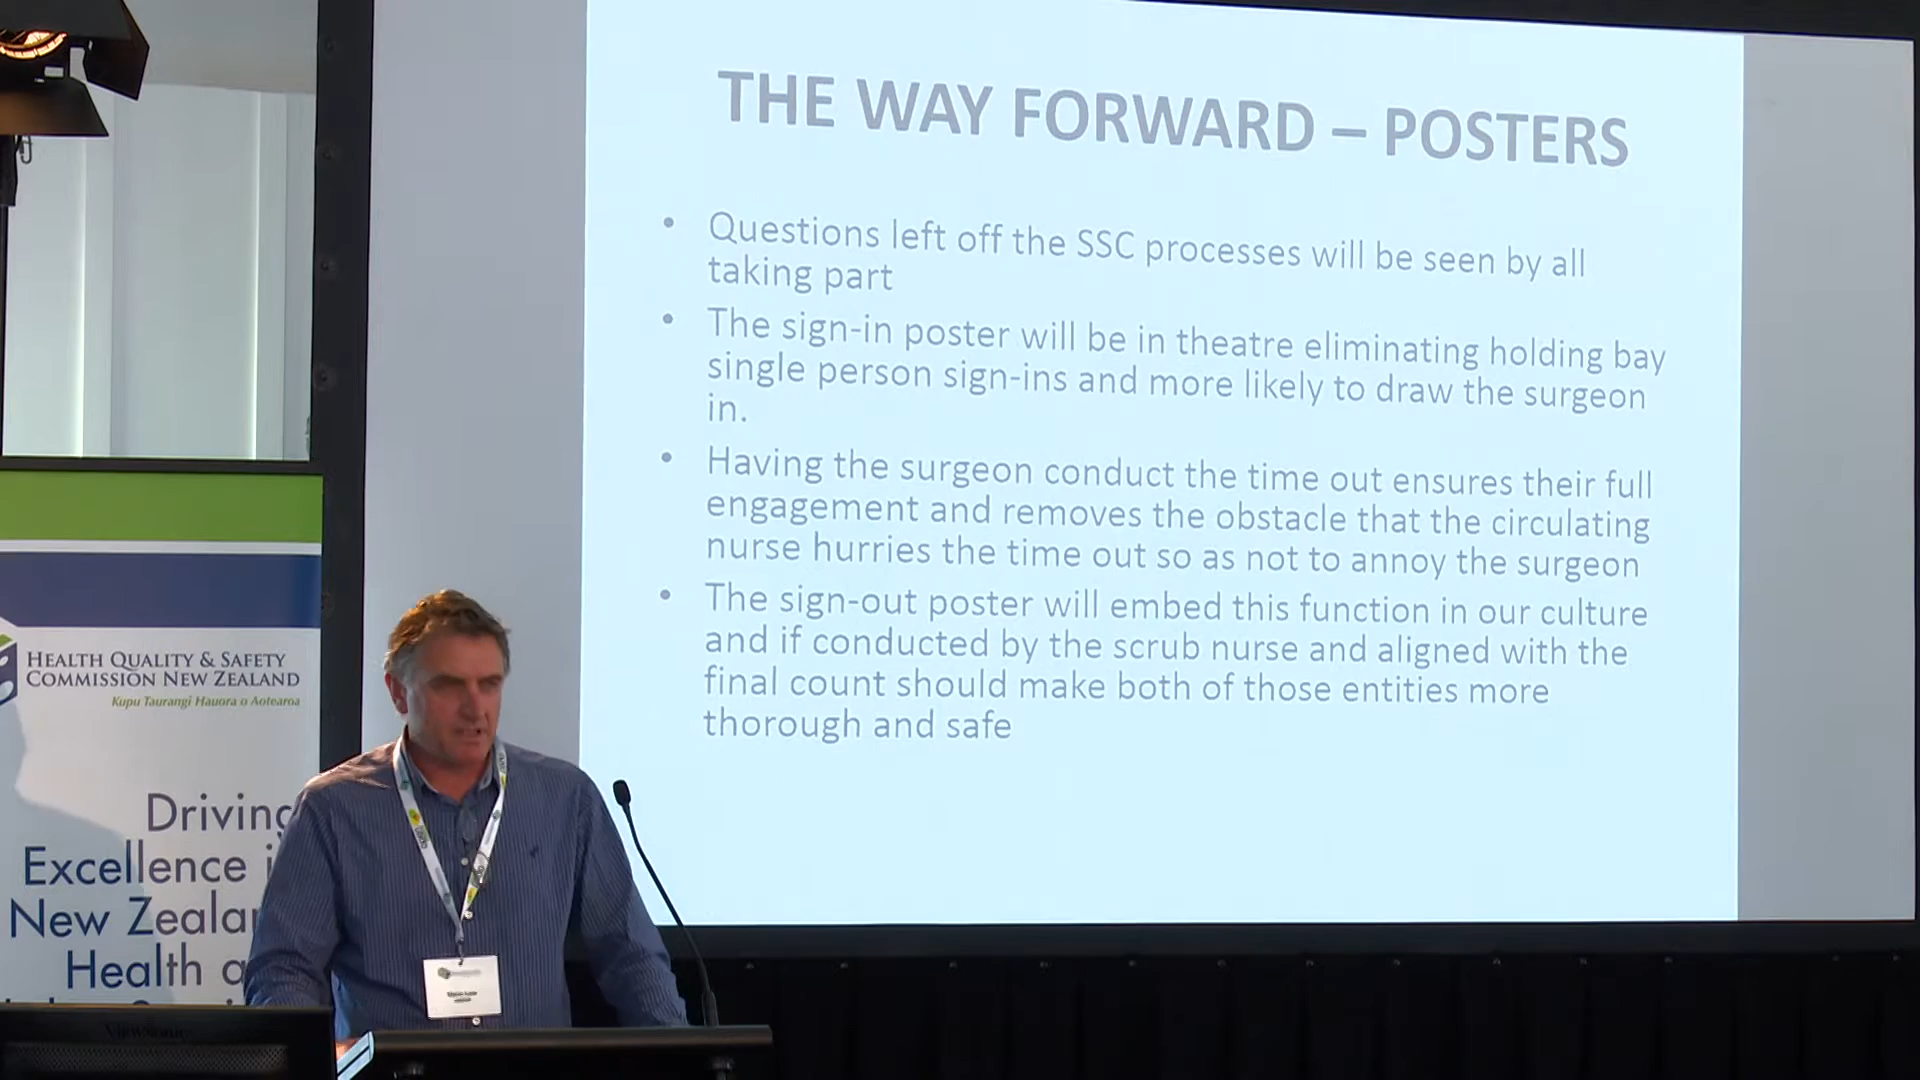 THE WAY FORWARD – POSTERS
• Questions left off the SSC processes will be seen by all
taking part
• The sign-in poster will be in theatre eliminating holding bay
single person sign-ins and more likely to draw the surgeon
in.
• Having the surgeon conduct the time out ensures their full
engagement and removes the obstacle that the circulating
nurse hurries the time out so as not to annoy the surgeon
• The sign-out poster will embed this function in our culture
and if conducted by the scrub nurse and aligned with the
final count should make both of those entities more
thorough and safe
HEALTH QUALITY & SAFETY
COMMISSION NEW ZEALAND
Kupu Taurangi Hauora o Aotearoa
Driving
Excellence i
New Zeala
Health a